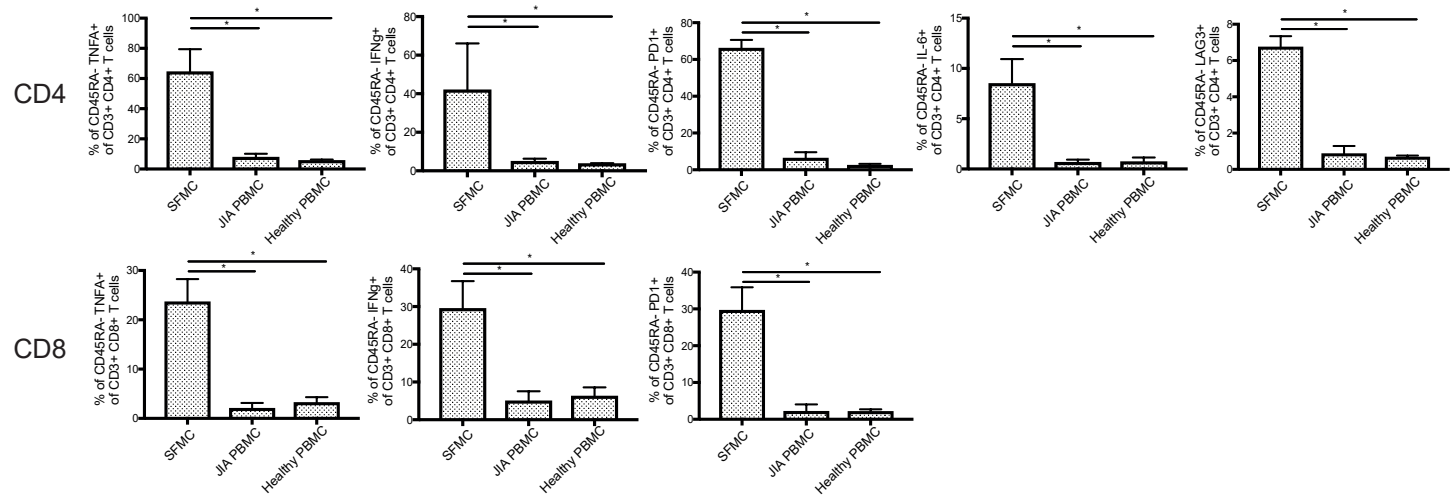 CD4
% of CD45RA- TNFA+
of CD3+ CD4+ T cells
100
80
60
40
20
0
*
*
SFMC
JIA PBMC
Healthy PBMC
% of CD45RA- IFNg+
of CD3+ CD4+ T cells
80
60
40
20
0
*
*
SFMC
JIA PBMC
Healthy PBMC
% of CD45RA- PD1+
of CD3+ CD4+ T cells
80
60
40
20
0
*
*
SFMC
JIA PBMC
Healthy PBMC
% of CD45RA- IL-6+
of CD3+ CD4+ T cells
15
10
5
0
*
*
SFMC
JIA PBMC
Healthy PBMC
% of CD45RA- LAG3+
of CD3+ CD4+ T cells
8
6
4
2
0
*
*
SFMC
JIA PBMC
Healthy PBMC
CD8
% of CD45RA- TNFA+
of CD3+ CD8+ T cells
30
20
10
0
*
*
SFMC
JIA PBMC
Healthy PBMC
% of CD45RA- IFNg+
of CD3+ CD8+ T cells
40
30
20
10
0
*
*
SFMC
JIA PBMC
Healthy PBMC
% of CD45RA- PD1+
of CD3+ CD8+ T cells
40
30
20
10
0
*
*
SFMC
JIA PBMC
Healthy PBMC